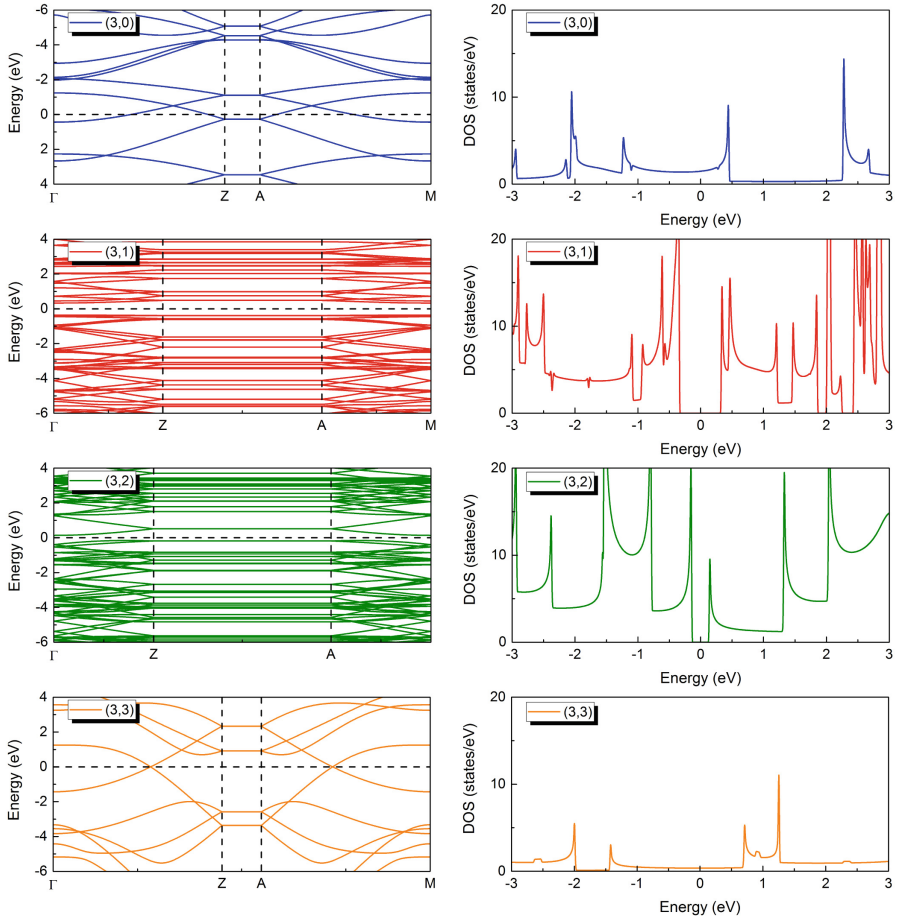 -6
-4
-2
0
2
4
Energy (eV)
(3,0)
Γ
Z
A
M
20
10
0
DOS (states/eV)
(3,0)
-3
-2
-1
0
1
2
3
Energy (eV)
4
2
0
-2
-4
-6
Energy (eV)
(3,1)
Γ
Z
A
M
20
10
0
DOS (states/eV)
(3,1)
-3
-2
-1
0
1
2
3
Energy (eV)
4
2
0
-2
-4
-6
Energy (eV)
(3,2)
Γ
Z
A
M
20
10
0
DOS (states/eV)
(3,2)
-3
-2
-1
0
1
2
3
Energy (eV)
4
2
0
-2
-4
-6
Energy (eV)
(3,3)
Γ
Z
A
M
20
10
0
DOS (states/eV)
(3,3)
-3
-2
-1
0
1
2
3
Energy (eV)